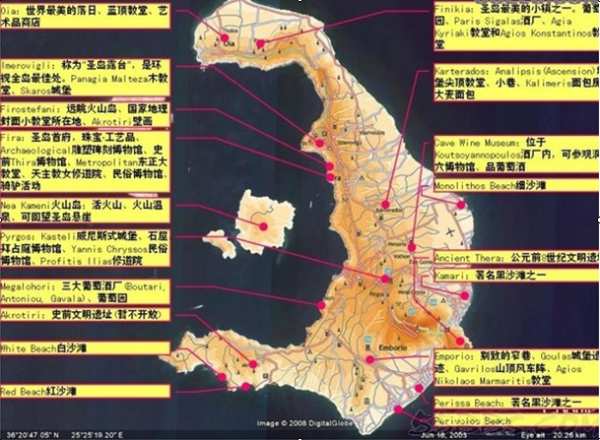 Oia: 世界最美的落日、蓝顶教堂、艺
术品商店
Imerovigli: 称为"圣岛露台", 是环
视全岛最佳处。Panagia Malteza木教
堂、Skaros城堡
Firostefani: 远眺火山岛、国家地理
封面小教堂所在地、Akrotiri壁画
Fira: 圣岛首府, 珠宝·工艺品、
Archaeological雕塑碑刻博物馆、史
前Thira博物馆、Metropolitan东正大
教堂、天主教女修道院、民俗博物馆、
骑驴活动
Nea Kameni火山岛: 活火山、火山温
泉、可回望圣岛悬崖
Pyrgos: Kasteli威尼斯式城堡、石屋
拜占庭博物馆、Yannis Chryssos民俗
博物馆、Profitis Ilias修道院
Megalohori: 三大葡萄酒厂(Boutari,
Antoniou, Gavala)、葡萄园
Akrotiri: 史前文明遗址(暂不开放)
White Beach白沙滩
Red Beach红沙滩
Finikia: 圣岛最美的小镇之一, 葡萄
园、Paris Sigalas酒厂、Agia
Kyriaki教堂和Agios Konstantinos教
堂
Karterados: Analipsis(Ascension)
堡尖顶教堂、小巷、Kalimeris面包房
大麦面包
Cave Wine Museum: 位于
Koutsoyannopoulos酒厂内, 可参观洞
穴博物馆、品葡萄酒
Monolithos Beach细沙滩
Ancient Thera: 公元前8世纪文明遗址
Kamari: 著名黑沙滩之一
Emporio: 别致的窄巷、Goulas城堡遗
迹、Gavrilos山顶风车阵、Agios
Nikolaos Marmaritis教堂
Perissa Beach: 著名黑沙滩之一
Perivolos Beach
Oia
Emborio
Image © 2008 DigitalGlobe
36°20'47.05" N 25°25'19.20" E
Jun 16, 2003
Eye alt 20.25 km